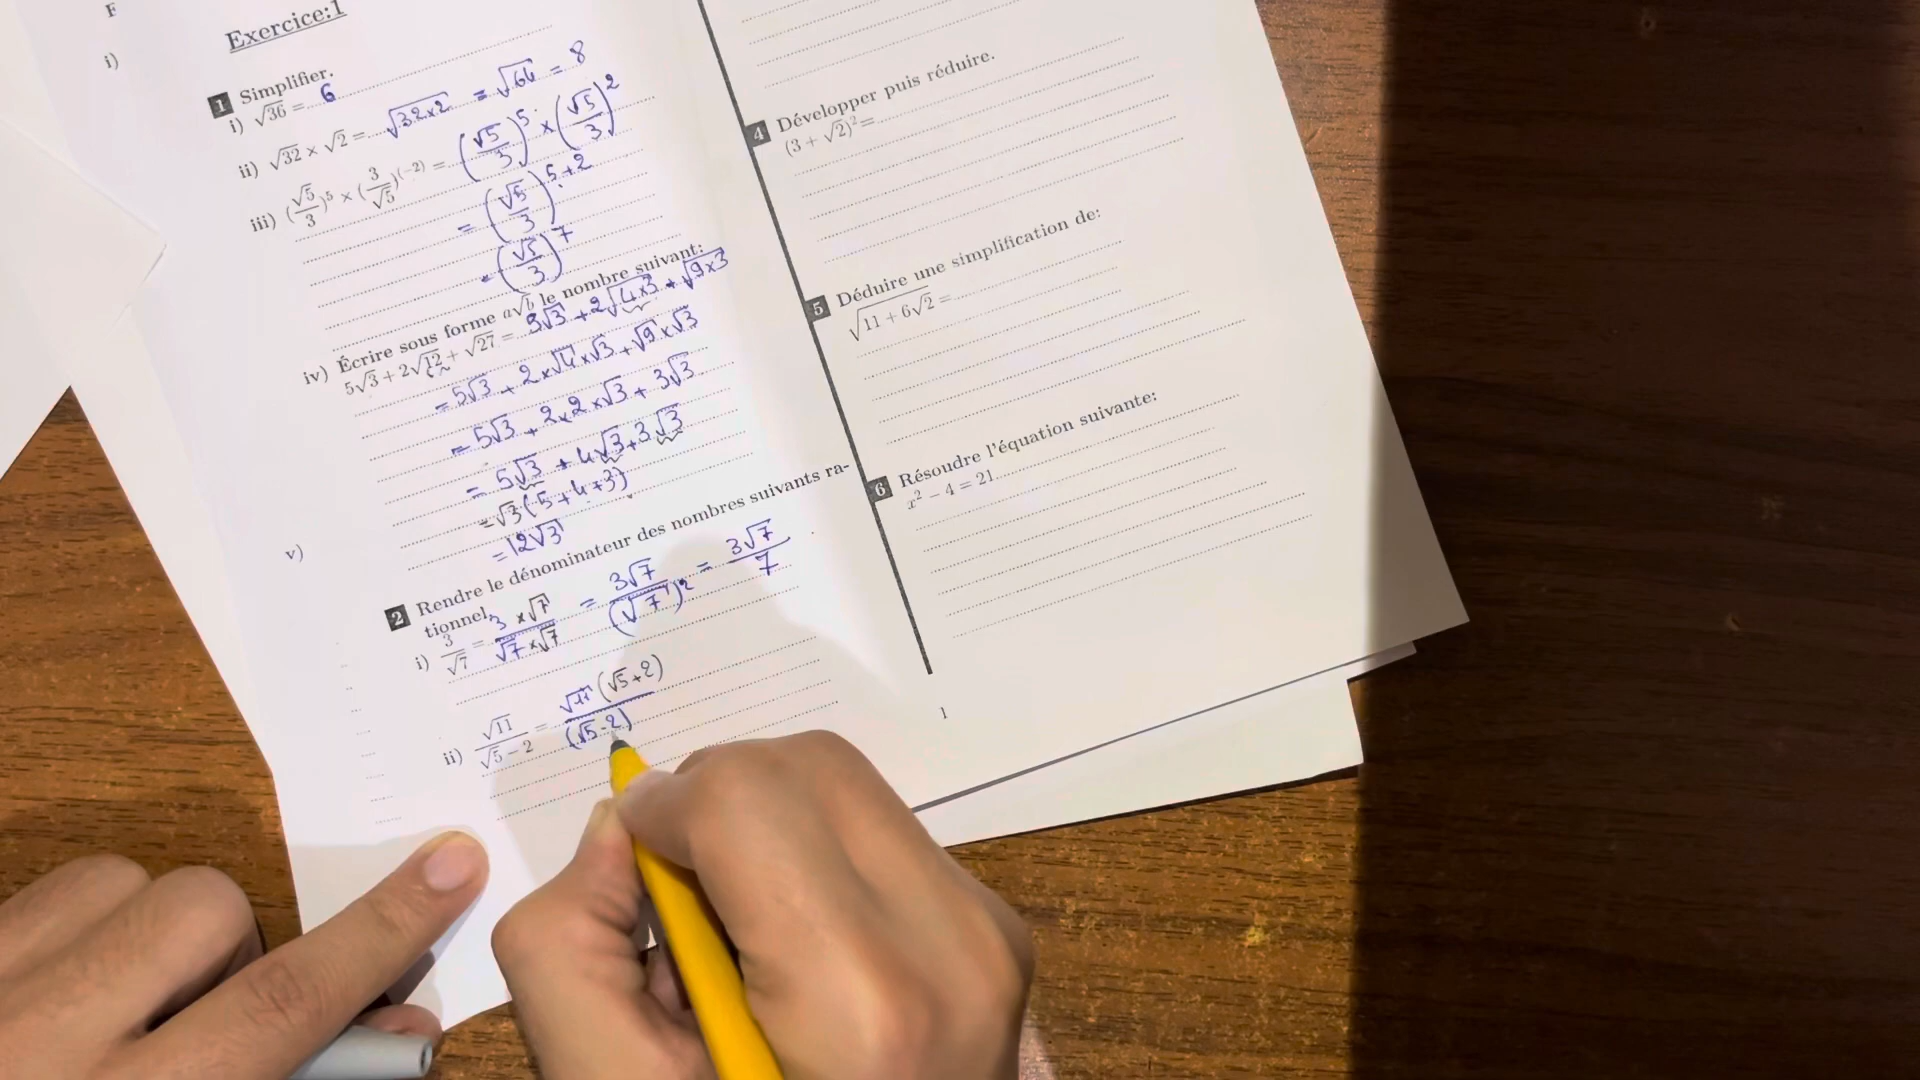 F
i)
v)
Exercice:1
1 Simplifier.
i) √36 = 6
ii) √32 × √2 = √32×2 = √64 = 8
iii) (√5/3)^5 × (3/√5)^(-2) = (√5/3)^5 × (√5/3)^2
= (√5/3)^5+2
= (√5/3)^7
Écrire sous forme a√b le nombre suivant:
iv) 5√3 + 2√12 + √27 = 5√3 + 2√4×3 + √9×3
= 5√3 + 2×√4×√3 + √9×√3
= 5√3 + 2×2×√3 + 3√3
= 5√3 + 4√3 + 3√3
= √3(5+4+3)
= 12√3
2 Rendre le dénominateur des nombres suivants ra-
tionnel
i) 3/√7 = 3×√7/√7×√7 = 3√7/(√7)^2 = 3√7/7
ii) √11/√5−2 = √11(√5+2)/(√5-2)
4 Développer puis réduire.
(3 + √2)²=
5 Déduire une simplification de:
√11 + 6√2 =
6 Résoudre l'équation suivante:
x² − 4 = 21
1